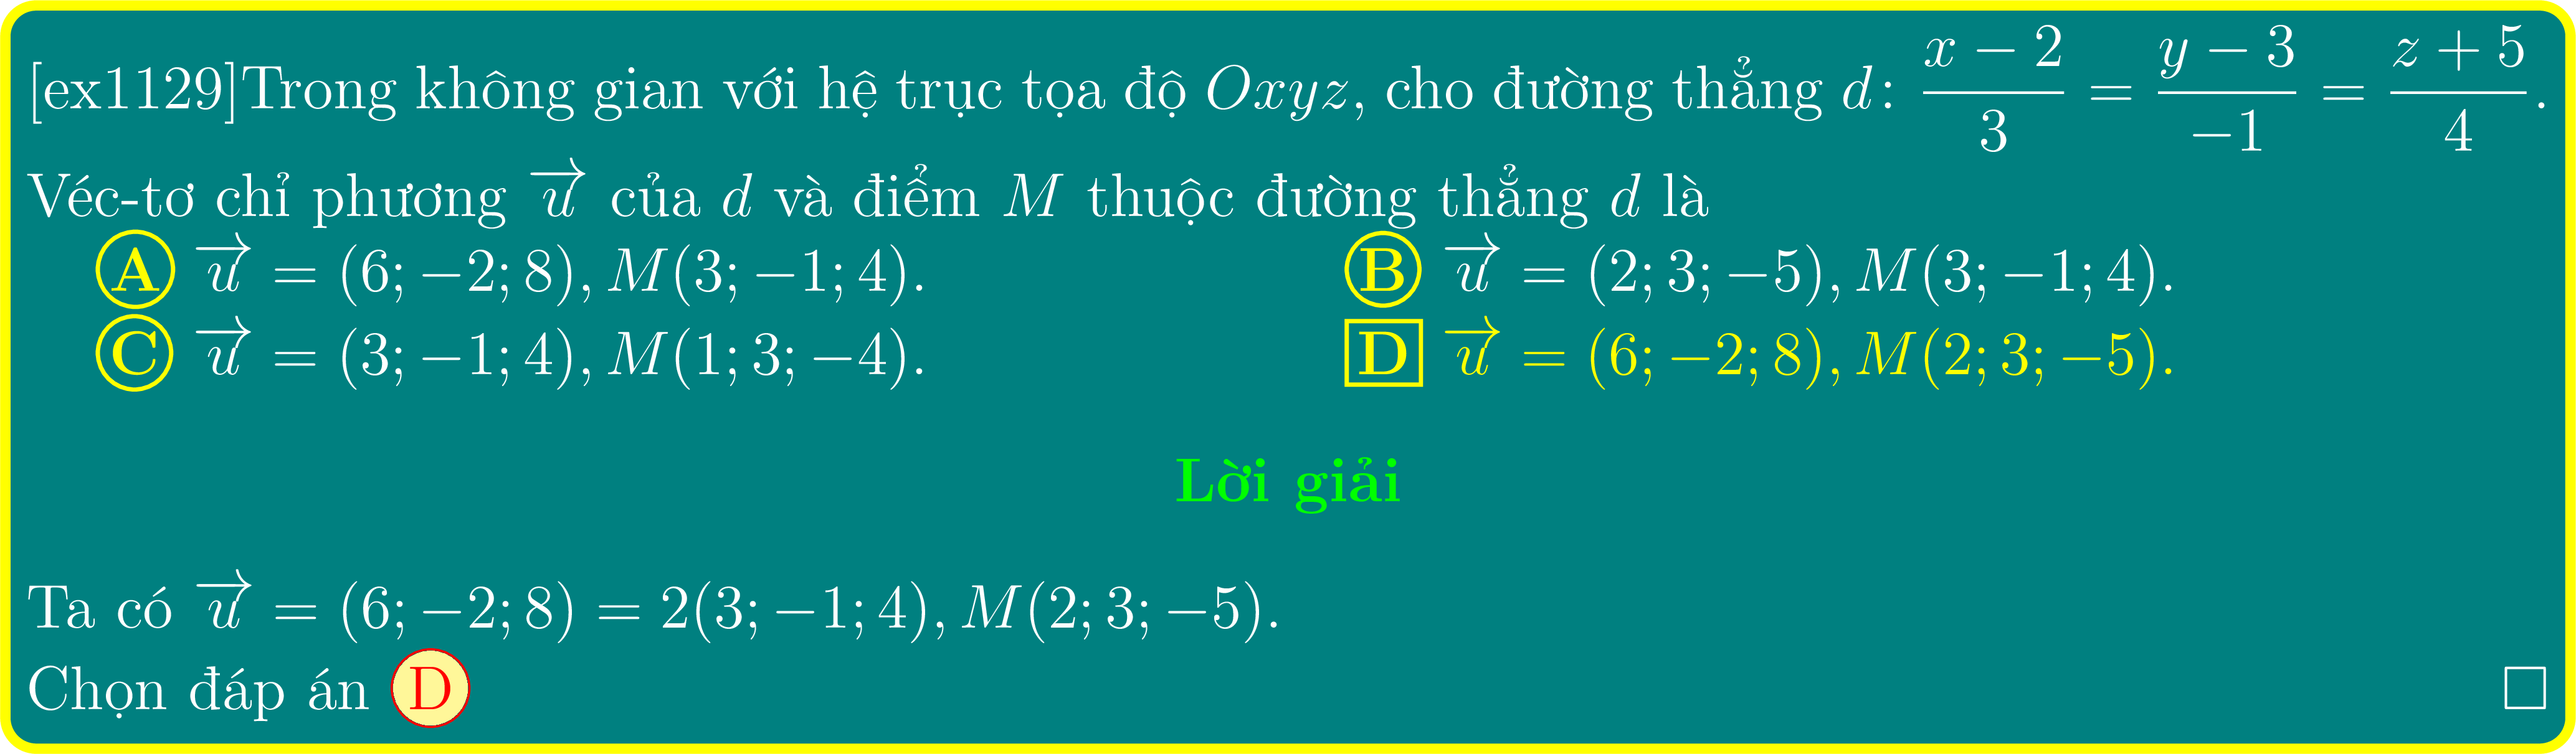 [ex1129]Trong không gian với hệ trục tọa độ $Oxyz$, cho đường thẳng $d$: $\dfrac{x-2}{3} = \dfrac{y-3}{-1} = \dfrac{z+5}{4}$.
Véc-tơ chỉ phương $\overrightarrow{u}$ của $d$ và điểm $M$ thuộc đường thẳng $d$ là
A $\overrightarrow{u} = (6; -2; 8), M(3; -1; 4)$. B $\overrightarrow{u} = (2; 3; -5), M(3; -1; 4)$.
C $\overrightarrow{u} = (3; -1; 4), M(1; 3; -4)$. D $\overrightarrow{u} = (6; -2; 8), M(2; 3; -5)$.
Lời giải
Ta có $\overrightarrow{u} = (6; -2; 8) = 2(3; -1; 4), M(2; 3; -5)$.
Chọn đáp án D □